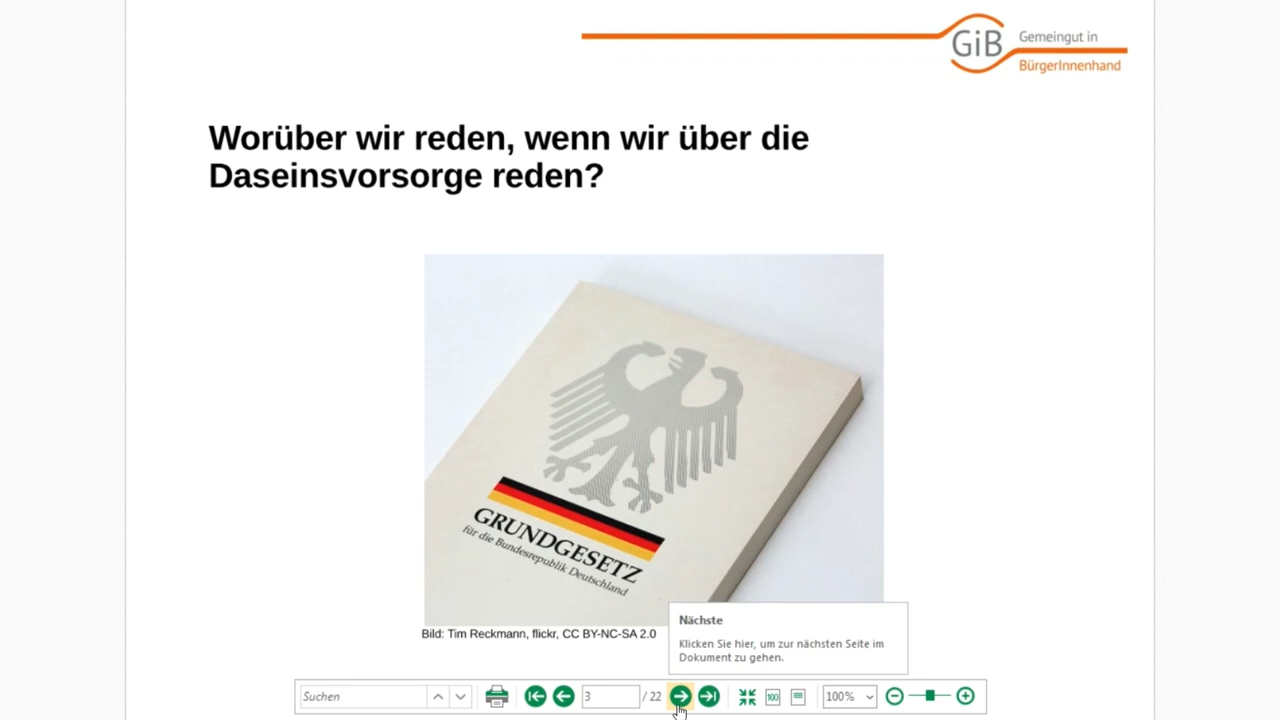 GiB
Gemeingut in
BürgerInnenhand
Worüber wir reden, wenn wir über die
Daseinsvorsorge reden?
GRUNDGESETZ
für die Bundesrepublik Deutschland
Bild: Tim Reckmann, flickr, CC BY-NC-SA 2.0
Nächste
Klicken Sie hier, um zur nächsten Seite im
Dokument zu gehen.
Suchen 3 / 22 100 100%